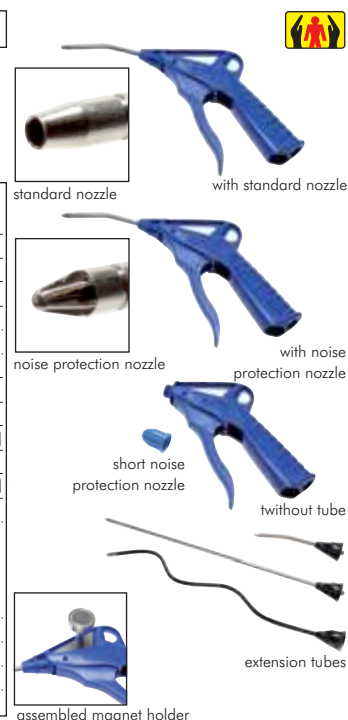 standard nozzle
with standard nozzle
noise protection nozzle
with noise
protection nozzle
short noise
protection nozzle
twithout tube
extension tubes
assembled magnet holder